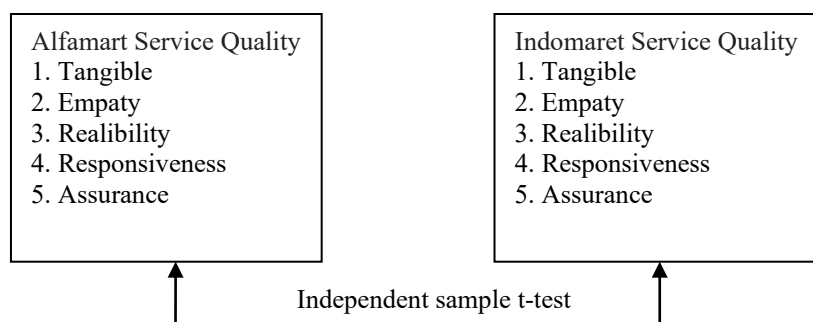 Alfamart Service Quality
1. Tangible
2. Empaty
3. Realibility
4. Responsiveness
5. Assurance
Indomaret Service Quality
1. Tangible
2. Empaty
3. Realibility
4. Responsiveness
5. Assurance
Independent sample t-test